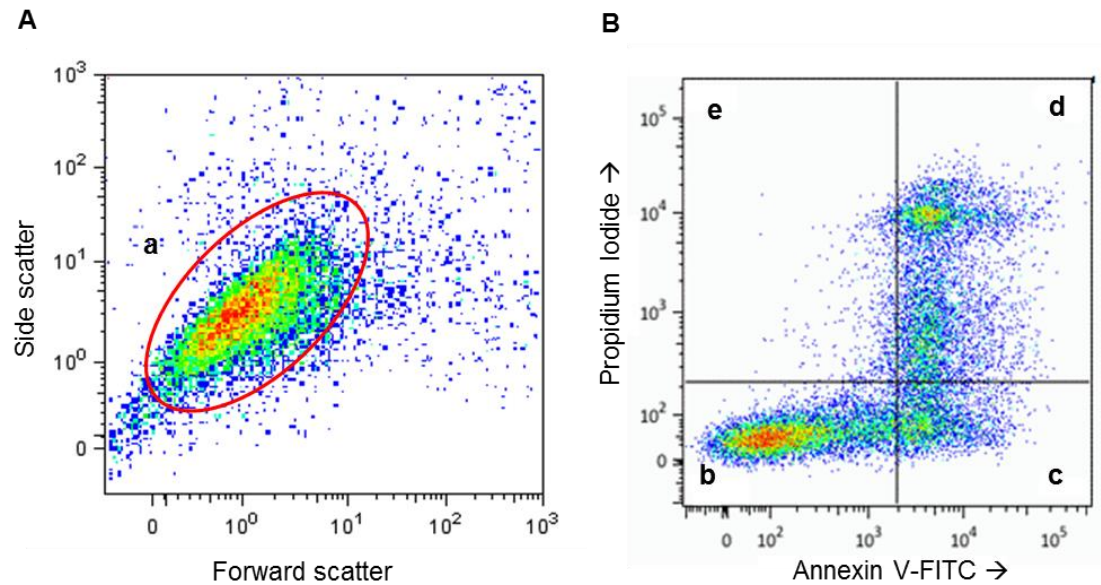 A
Side scatter
10³
10²
10¹
10⁰
0
a
0 10⁰ 10¹ 10² 10³
Forward scatter
B
Propidium Iodide →
10⁵
10⁴
10³
10²
0
e d
b c
0 10² 10³ 10⁴ 10⁵
Annexin V-FITC →